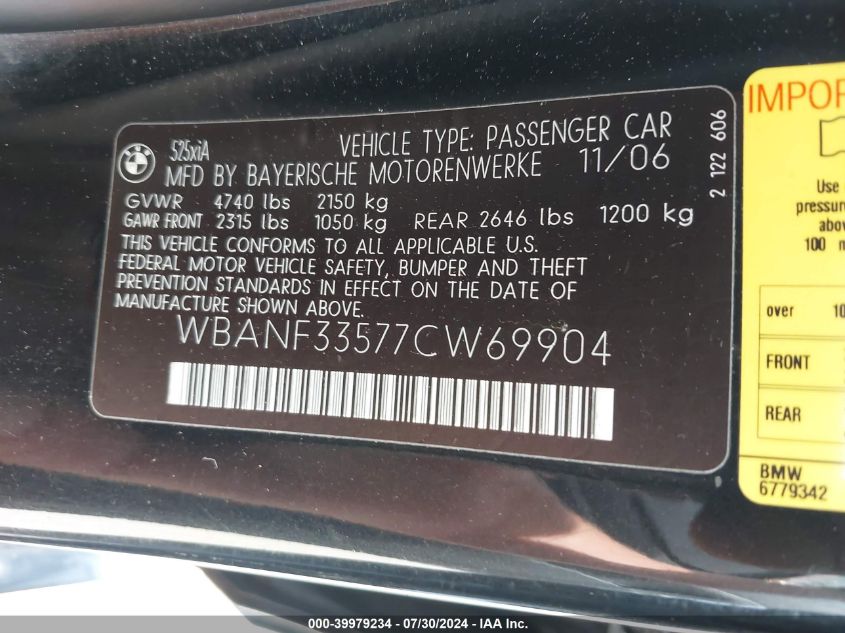 BMW
525xiA
VEHICLE TYPE: PASSENGER CAR
MFD BY BAYERISCHE MOTORENWERKE 11/06
GVWR 4740 lbs 2150 kg
GAWR FRONT 2315 lbs 1050 kg REAR 2646 lbs 1200 kg
THIS VEHICLE CONFORMS TO ALL APPLICABLE U.S.
FEDERAL MOTOR VEHICLE SAFETY, BUMPER AND THEFT
PREVENTION STANDARDS IN EFFECT ON THE DATE OF
MANUFACTURE SHOWN ABOVE.
WBANF33577CW69904
2 122 606
IMPOR
Use
pressur
abov
100 m
over 10
FRONT
REAR
BMW
6779342
000-39979234 - 07/30/2024 - IAA Inc.